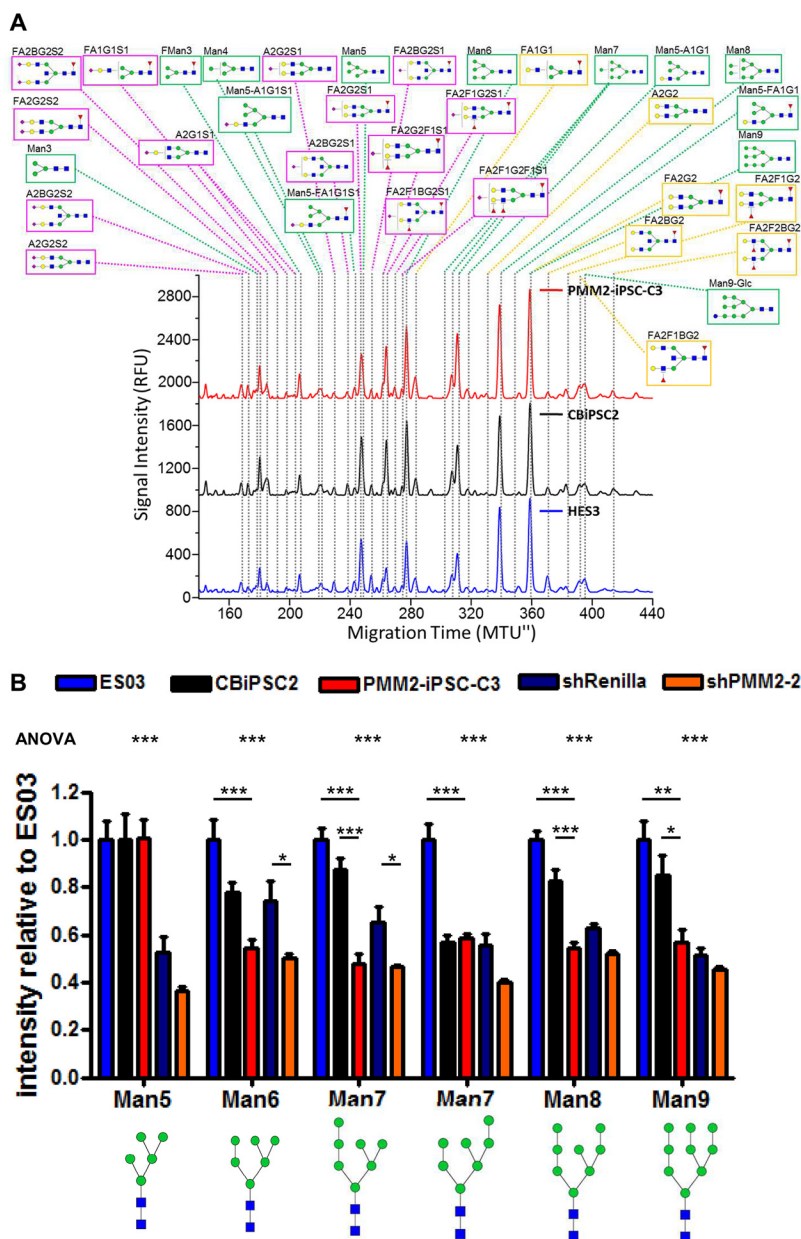 A
FA2BG2S2 FA1G1S1 FMan3 Man4 A2G2S1 Man5 FA2BG2S1 Man6 FA1G1 Man7 Man5-A1G1 Man8
Man5-A1G1S1 FA2G2S1 FA2F1G2S1 A2G2 Man5-FA1G1
FA2G2S2 A2G1S1 A2BG2S1 FA2G2F1S1 Man9
Man3 Man5-FA1G1S1 FA2F1BG2S1 FA2F1G2F1S1 FA2G2 FA2F1G2
A2BG2S2 FA2BG2 FA2F2BG2
A2G2S2 Man9-Glc
FA2F1BG2
PMM2-iPSC-C3
CBiPSC2
HES3
Signal Intensity (RFU)
2800
2400
2000
1600
1200
800
400
0
160 200 240 280 320 360 400 440
Migration Time (MTU'')
B ES03 CBiPSC2 PMM2-iPSC-C3 shRenilla shPMM2-2
ANOVA *** *** *** *** *** ***
*** *** *** *** **
*** *** *
* *
intensity relative to ES03
1.2
1.0
0.8
0.6
0.4
0.2
0.0
Man5 Man6 Man7 Man7 Man8 Man9